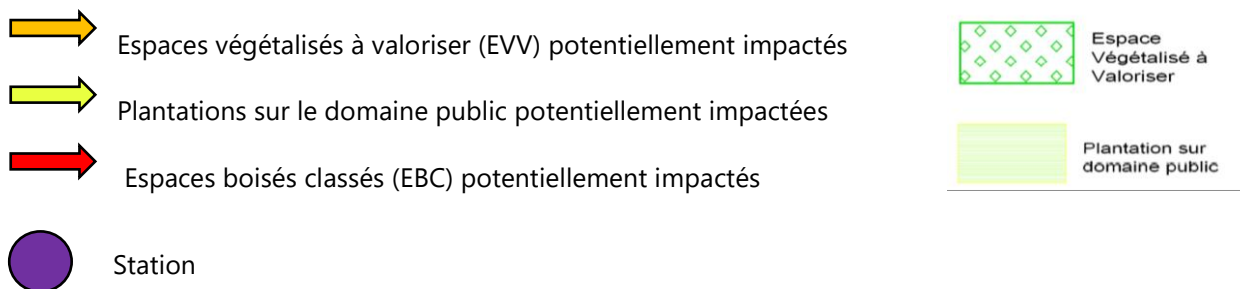 Espaces végétalisés à valoriser (EVV) potentiellement impactés
Plantations sur le domaine public potentiellement impactées
Espaces boisés classés (EBC) potentiellement impactés
Station
Espace
Végétalisé à
Valoriser
Plantation sur
domaine public